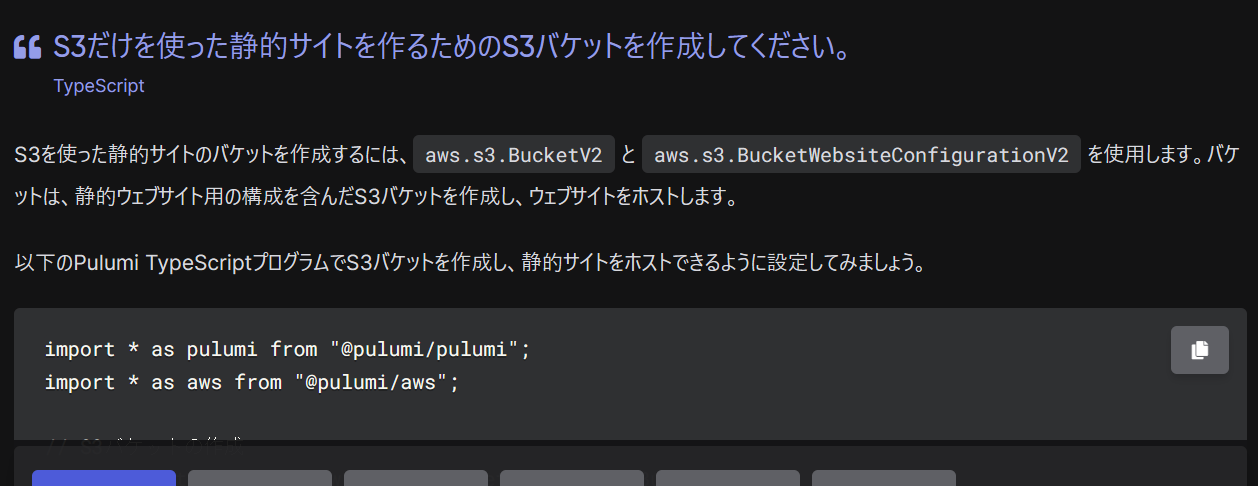 S3だけを使った静的サイトを作るためのS3バケットを作成してください。
TypeScript
S3を使った静的サイトのバケットを作成するには、 aws.s3.BucketV2 と aws.s3.BucketWebsiteConfigurationV2 を使用します。バケ
ットは、静的ウェブサイト用の構成を含んだS3バケットを作成し、ウェブサイトをホストします。
以下のPulumi TypeScriptプログラムでS3バケットを作成し、静的サイトをホストできるように設定してみましょう。
import * as pulumi from "@pulumi/pulumi";
import * as aws from "@pulumi/aws";